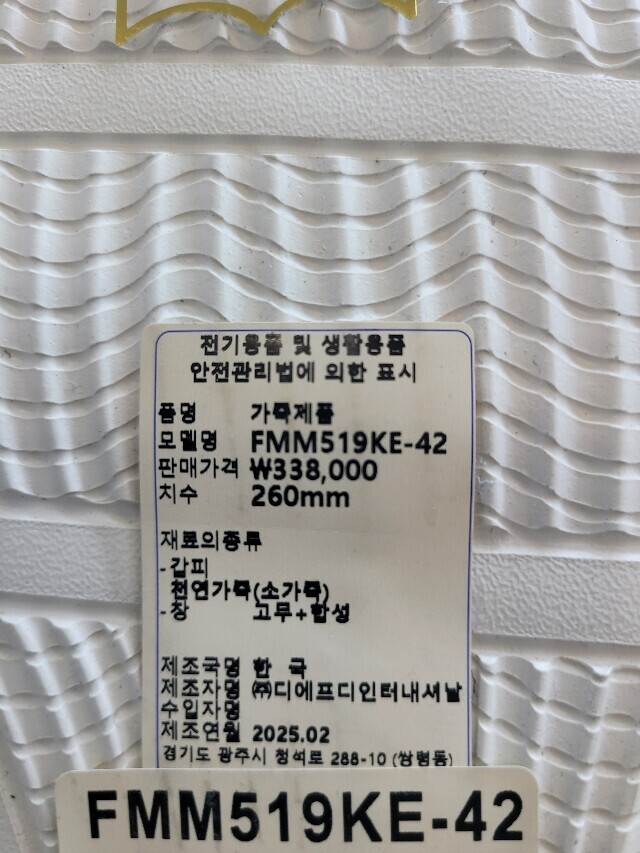 전기용품 및 생활용품
안전관리법에 의한 표시
품명 가죽제품
모델명 FMM519KE-42
판매가격 ₩338,000
치수 260mm
재료의종류
-갑피
천연가죽(소가죽)
-창 고무+합성
제조국명 한 국
제조자명 ㈜디에프디인터내셔날
수입자명
제조연월 2025.02
경기도 광주시 청석로 288-10 (쌍령동)
FMM519KE-42